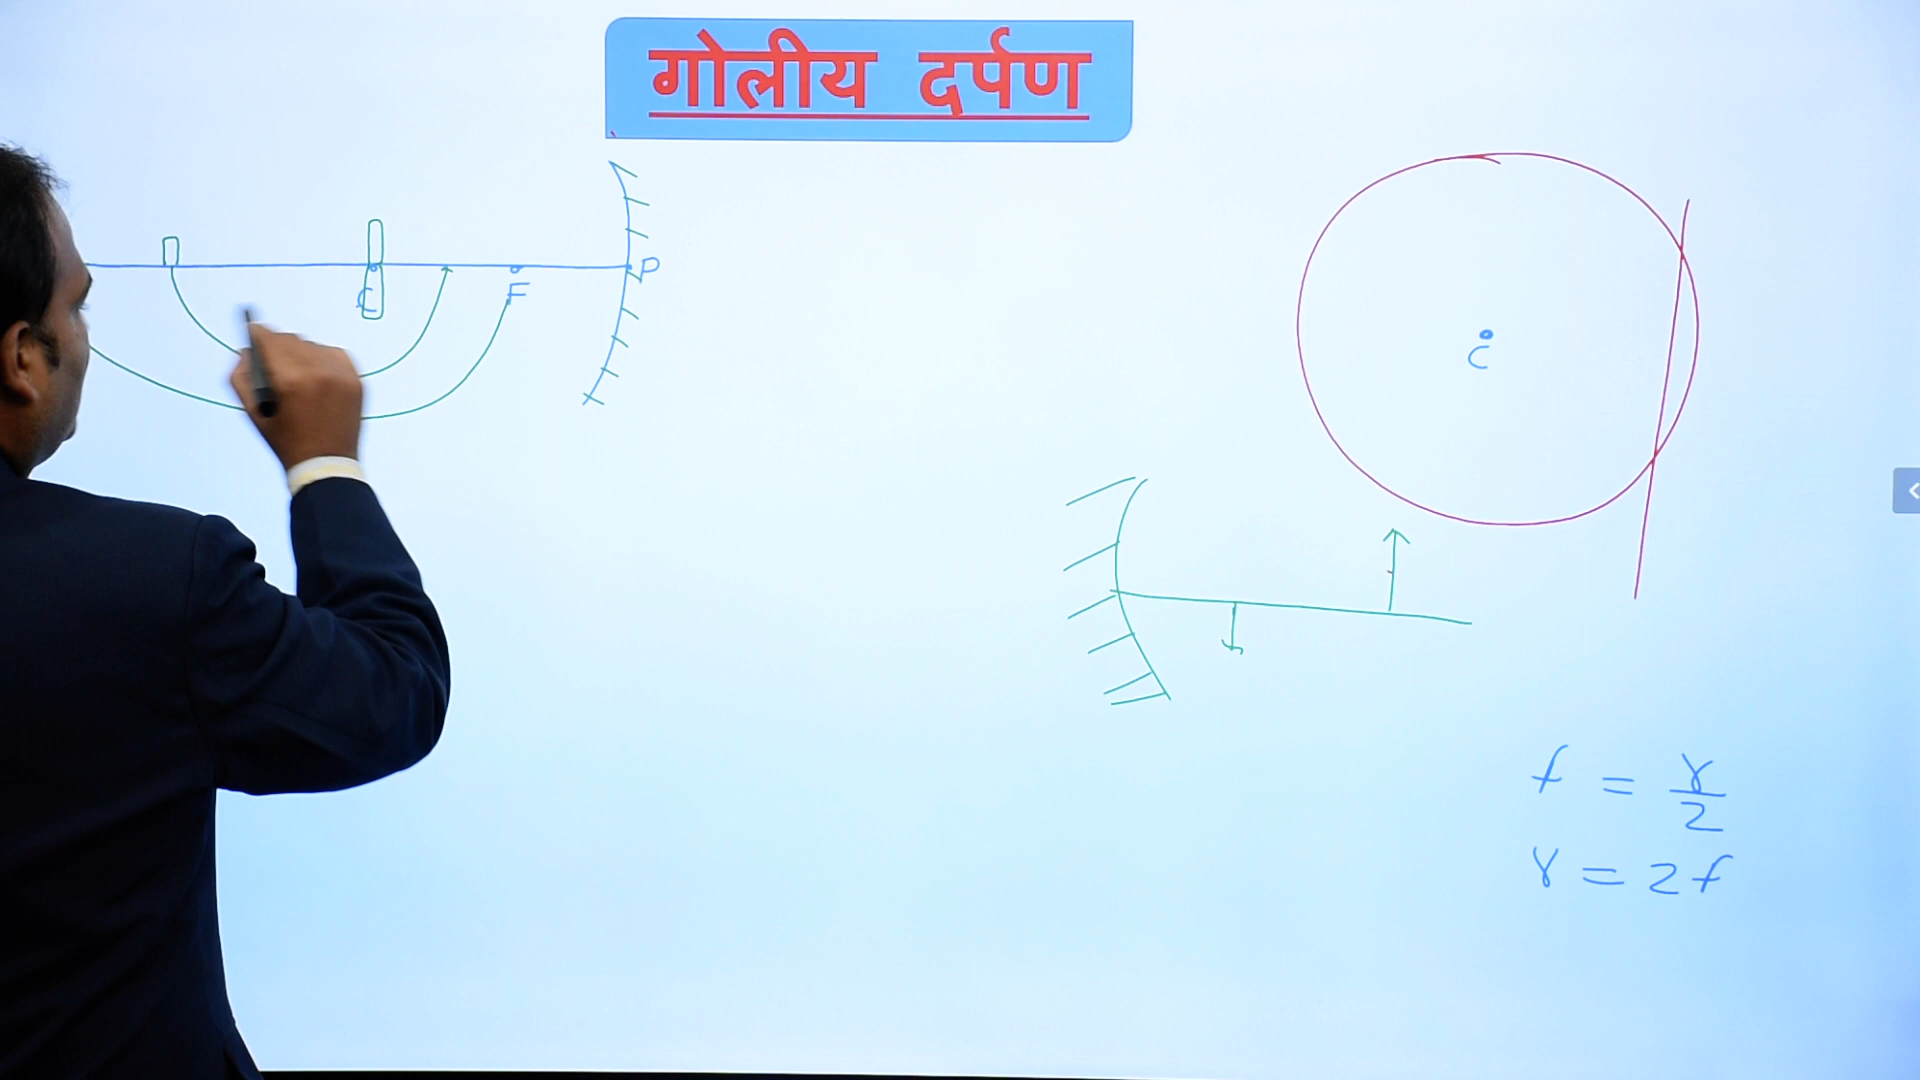 गोलीय दर्पण
P
C
F
C
f = r/2
r = 2f